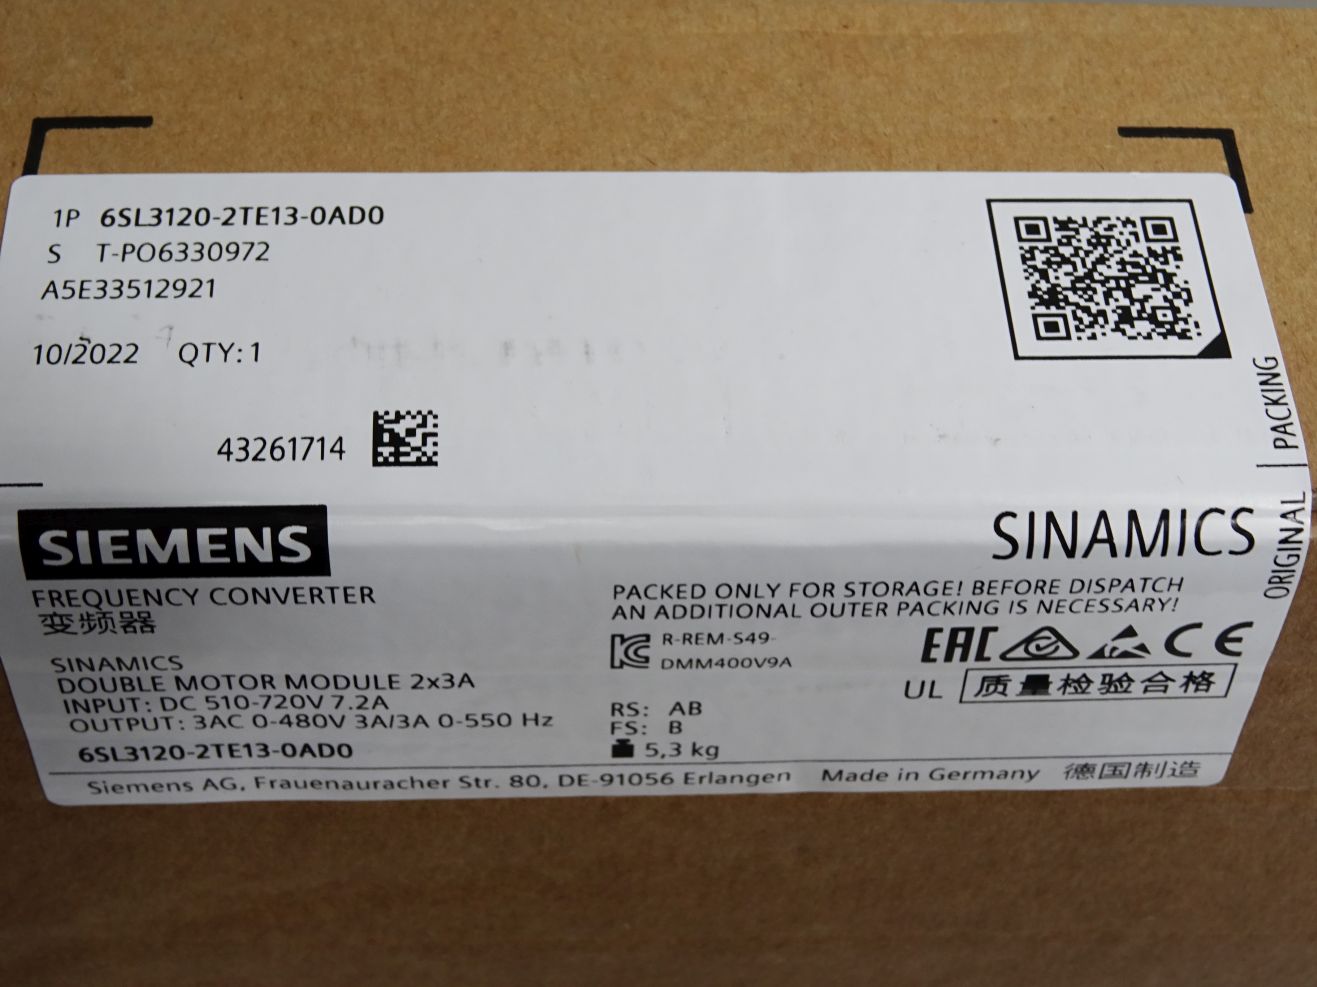 1P 6SL3120-2TE13-0AD0
S T-PO6330972
A5E33512921
10/2022 QTY: 1
43261714
ORIGINAL | PACKING
SIEMENS
SINAMICS
FREQUENCY CONVERTER
变频器
PACKED ONLY FOR STORAGE! BEFORE DISPATCH
AN ADDITIONAL OUTER PACKING IS NECESSARY!
R-REM-S49-
DMM400V9A
EAC CE
UL 质量检验合格
SINAMICS
DOUBLE MOTOR MODULE 2x3A
INPUT: DC 510-720V 7.2A
OUTPUT: 3AC 0-480V 3A/3A 0-550 Hz
6SL3120-2TE13-0AD0
RS: AB
FS: B
5,3 kg
Siemens AG, Frauenauracher Str. 80, DE-91056 Erlangen Made in Germany 德国制造